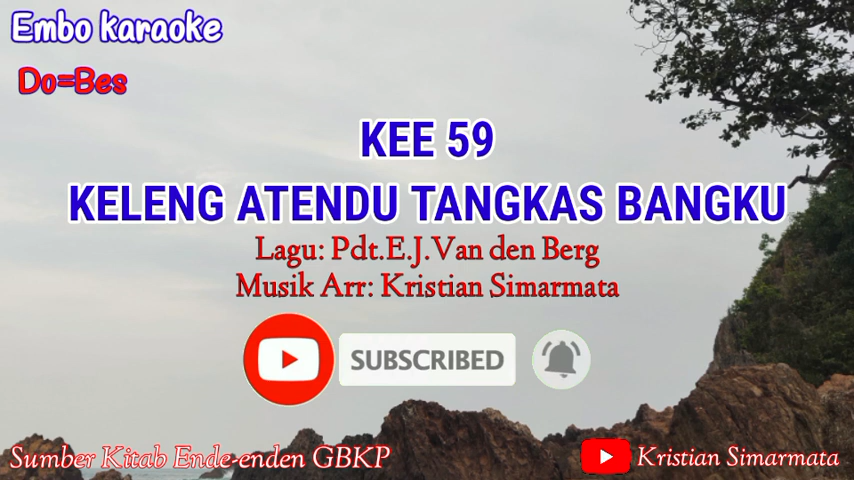 Embo karaoke
Do=Bes
KEE 59
KELENG ATENDU TANGKAS BANGKU
Lagu: Pdt.E.J.Van den Berg
Musik Arr: Kristian Simarmata
SUBSCRIBED
Sumber Kitab Ende-enden GBKP
Kristian Simarmata